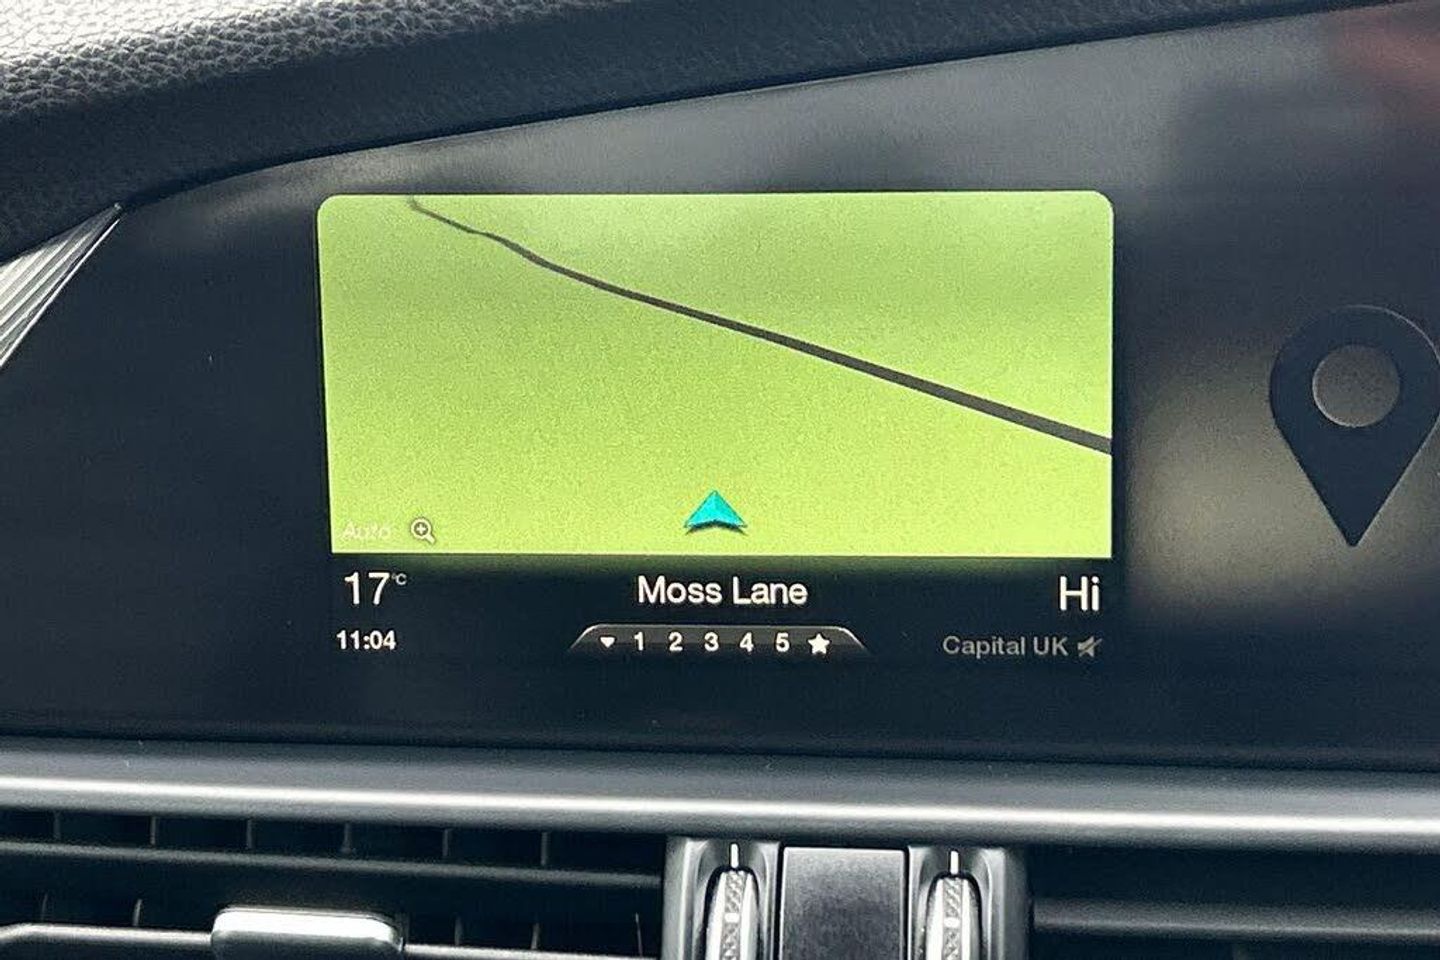 Auto
17°C
Moss Lane
Hi
11:04
1 2 3 4 5
Capital UK